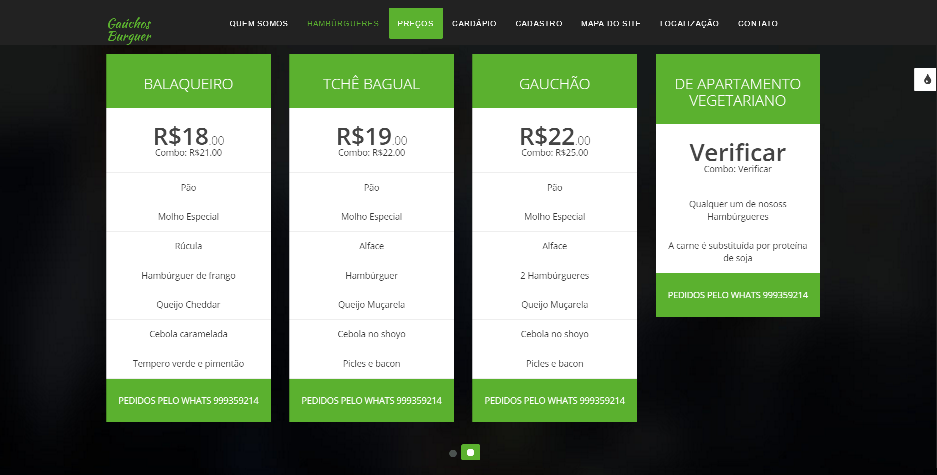 Gaúchos
Burguer
QUEM SOMOS
HAMBÚRGUERES
PREÇOS
CARDÁPIO
CADASTRO
MAPA DO SITE
LOCALIZAÇÃO
CONTATO
BALAQUEIRO
R$18.00
Combo: R$21.00
Pão
Molho Especial
Rúcula
Hambúrguer de frango
Queijo Cheddar
Cebola caramelada
Tempero verde e pimentão
PEDIDOS PELO WHATS 999359214
TCHÊ BAGUAL
R$19.00
Combo: R$22.00
Pão
Molho Especial
Alface
Hambúrguer
Queijo Muçarela
Cebola no shoyo
Picles e bacon
PEDIDOS PELO WHATS 999359214
GAUCHÃO
R$22.00
Combo: R$25.00
Pão
Molho Especial
Alface
2 Hambúrgueres
Queijo Muçarela
Cebola no shoyo
Picles e bacon
PEDIDOS PELO WHATS 999359214
DE APARTAMENTO
VEGETARIANO
Verificar
Combo: Verificar
Qualquer um de nososs
Hambúrgueres
A carne é substituída por proteína
de soja
PEDIDOS PELO WHATS 999359214